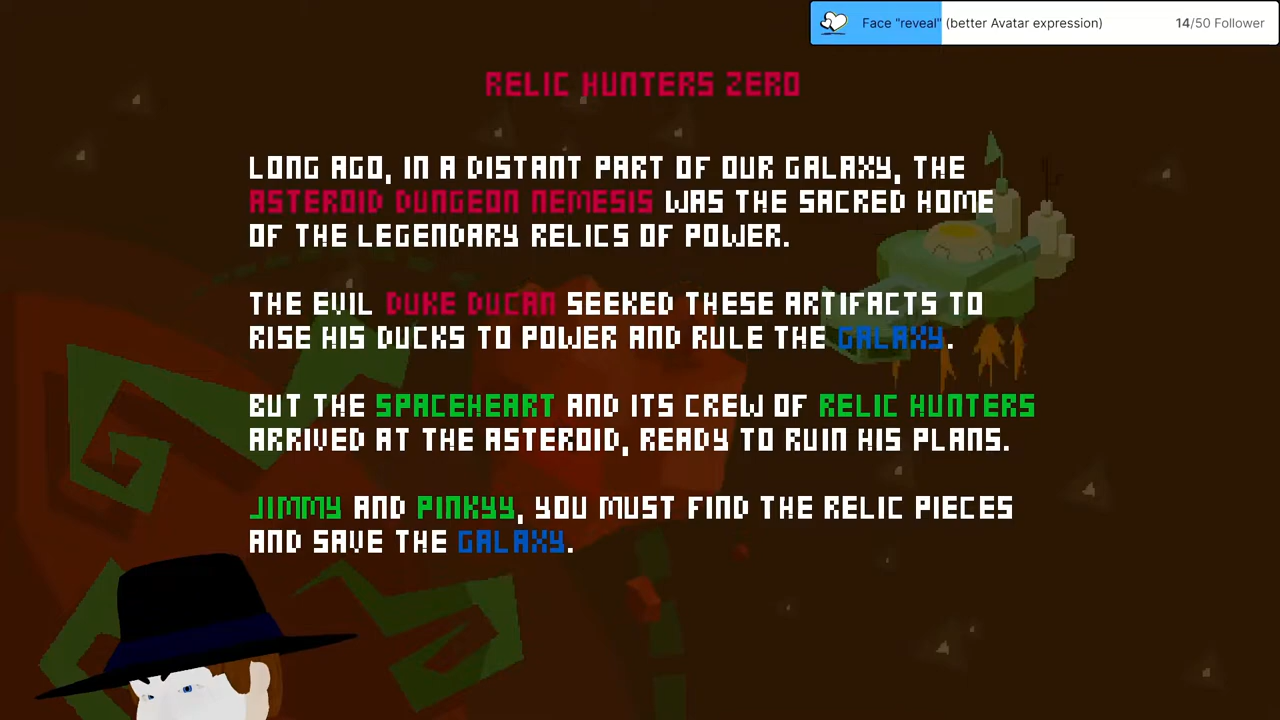 Face "reveal" (better Avatar expression) 14/50 Follower
RELIC HUNTERS ZERO
LONG AGO, IN A DISTANT PART OF OUR GALAXY, THE
ASTEROID DUNGEON NEMESIS WAS THE SACRED HOME
OF THE LEGENDARY RELICS OF POWER.
THE EVIL DUKE DUCAN SEEKED THESE ARTIFACTS TO
RISE HIS DUCKS TO POWER AND RULE THE GALAXY.
BUT THE SPACEHEART AND ITS CREW OF RELIC HUNTERS
ARRIVED AT THE ASTEROID, READY TO RUIN HIS PLANS.
JIMMY AND PINKYY, YOU MUST FIND THE RELIC PIECES
AND SAVE THE GALAXY.